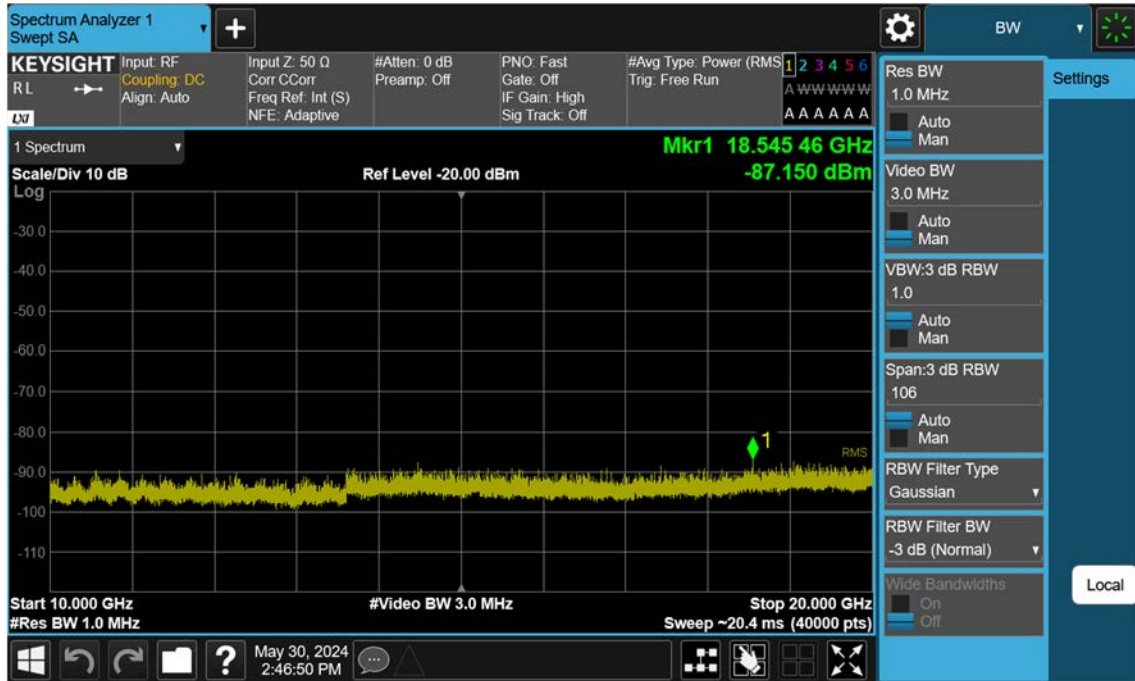 Spectrum Analyzer 1
Swept SA
+
BW
KEYSIGHT
RL
LXI
Input: RF
Coupling: DC
Align: Auto
Input Z: 50 Ω
Corr CCorr
Freq Ref: Int (S)
NFE: Adaptive
#Atten: 0 dB
Preamp: Off
PNO: Fast
Gate: Off
IF Gain: High
Sig Track: Off
#Avg Type: Power (RMS
Trig: Free Run
1 2 3 4 5 6
A W W W W W
A A A A A A
1 Spectrum
Mkr1 18.545 46 GHz
Scale/Div 10 dB
Ref Level -20.00 dBm
-87.150 dBm
Log
-30.0
-40.0
-50.0
-60.0
-70.0
-80.0
-90.0
-100
-110
1
RMS
Start 10.000 GHz
#Video BW 3.0 MHz
Stop 20.000 GHz
#Res BW 1.0 MHz
Sweep ~20.4 ms (40000 pts)
Res BW
1.0 MHz
Auto
Man
Video BW
3.0 MHz
Auto
Man
VBW:3 dB RBW
1.0
Auto
Man
Span:3 dB RBW
106
Auto
Man
RBW Filter Type
Gaussian
RBW Filter BW
-3 dB (Normal)
Wide Bandwidths
On
Off
Settings
Local
?
May 30, 2024
2:46:50 PM